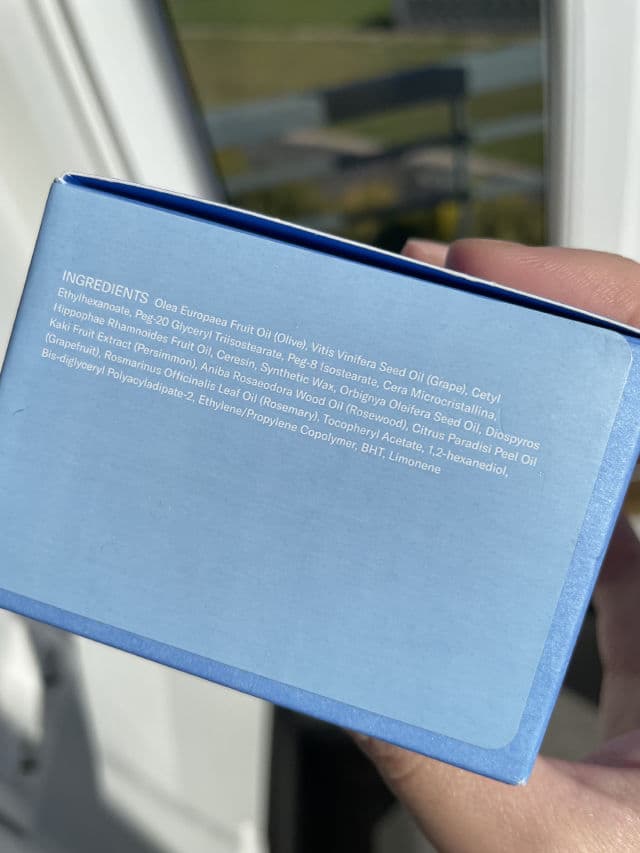 INGREDIENTS Olea Europaea Fruit Oil (Olive), Vitis Vinifera Seed Oil (Grape), Cetyl
Ethylhexanoate, Peg-20 Glyceryl Triisostearate, Peg-8 Isostearate, Cera Microcristallina,
Hippophae Rhamnoides Fruit Oil, Ceresin, Synthetic Wax, Orbignya Oleifera Seed Oil, Diospyros
Kaki Fruit Extract (Persimmon), Aniba Rosaeodora Wood Oil (Rosewood), Citrus Paradisi Peel Oil
(Grapefruit), Rosmarinus Officinalis Leaf Oil (Rosemary), Tocopheryl Acetate, 1,2-hexanediol,
Bis-diglyceryl Polyacyladipate-2, Ethylene/Propylene Copolymer, BHT, Limonene